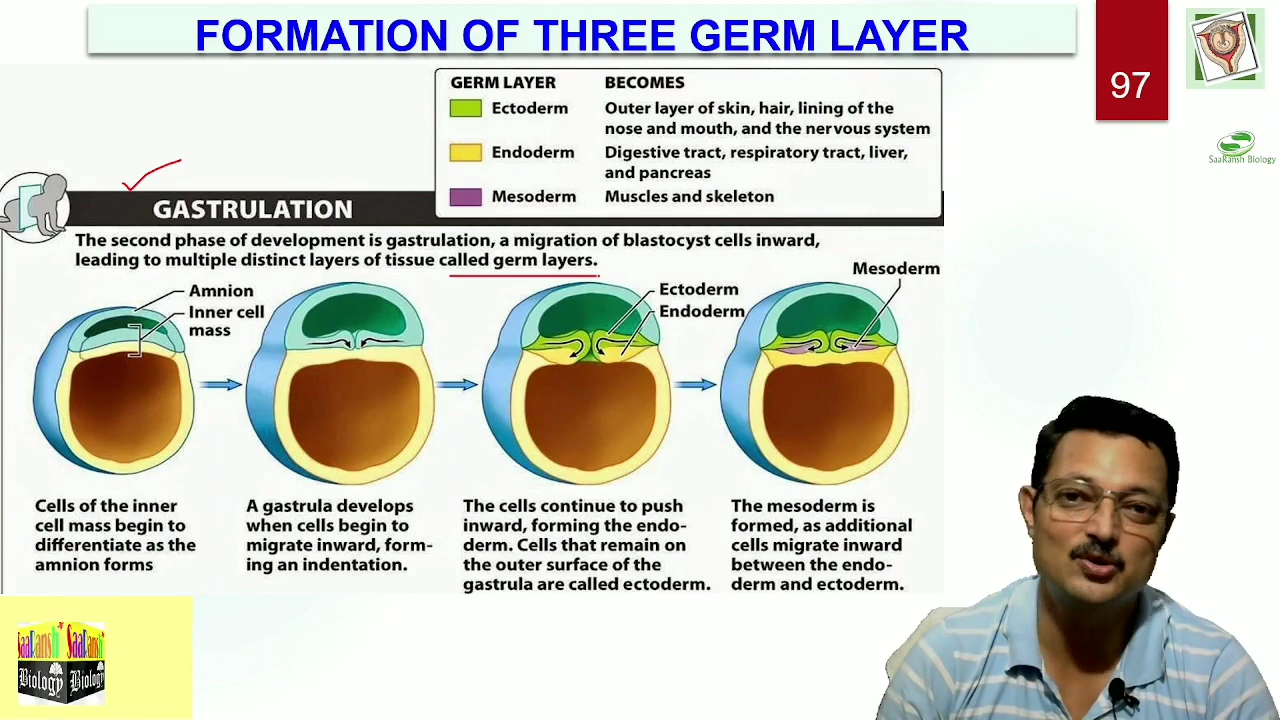 FORMATION OF THREE GERM LAYER
97
SaaRansh Biology
GERM LAYER BECOMES
Ectoderm Outer layer of skin, hair, lining of the
nose and mouth, and the nervous system
Endoderm Digestive tract, respiratory tract, liver,
and pancreas
Mesoderm Muscles and skeleton
GASTRULATION
The second phase of development is gastrulation, a migration of blastocyst cells inward,
leading to multiple distinct layers of tissue called germ layers.
Amnion
Inner cell
mass
Ectoderm
Endoderm
Mesoderm
Cells of the inner
cell mass begin to
differentiate as the
amnion forms
A gastrula develops
when cells begin to
migrate inward, form-
ing an indentation.
The cells continue to push
inward, forming the endo-
derm. Cells that remain on
the outer surface of the
gastrula are called ectoderm.
The mesoderm is
formed, as additional
cells migrate inward
between the endo-
derm and ectoderm.
SaaRansh SaaRansh
Biology Biology